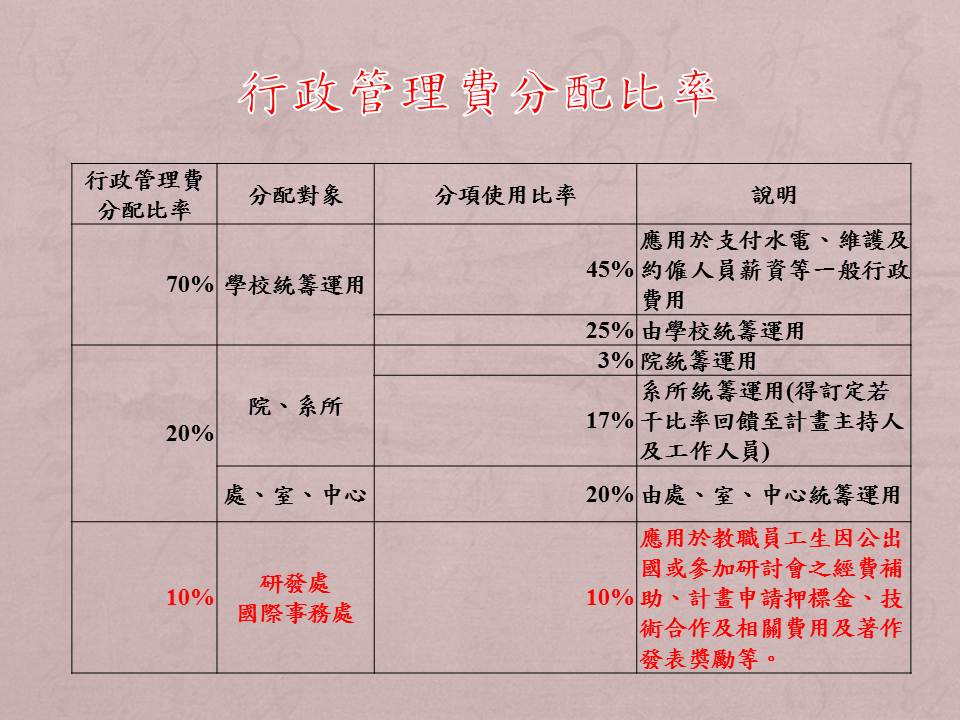 行政管理費分配比率
行政管理費
分配比率
分配對象
分項使用比率
說明
70%
學校統籌運用
45%
應用於支付水電、維護及
約僱人員薪資等一般行政
費用
25%
由學校統籌運用
20%
院、系所
3%
院統籌運用
17%
系所統籌運用(得訂定若
干比率回饋至計畫主持人
及工作人員)
處、室、中心
20%
由處、室、中心統籌運用
10%
研發處
國際事務處
10%
應用於教職員工生因公出
國或參加研討會之經費補
助、計畫申請押標金、技
術合作及相關費用及著作
發表獎勵等。